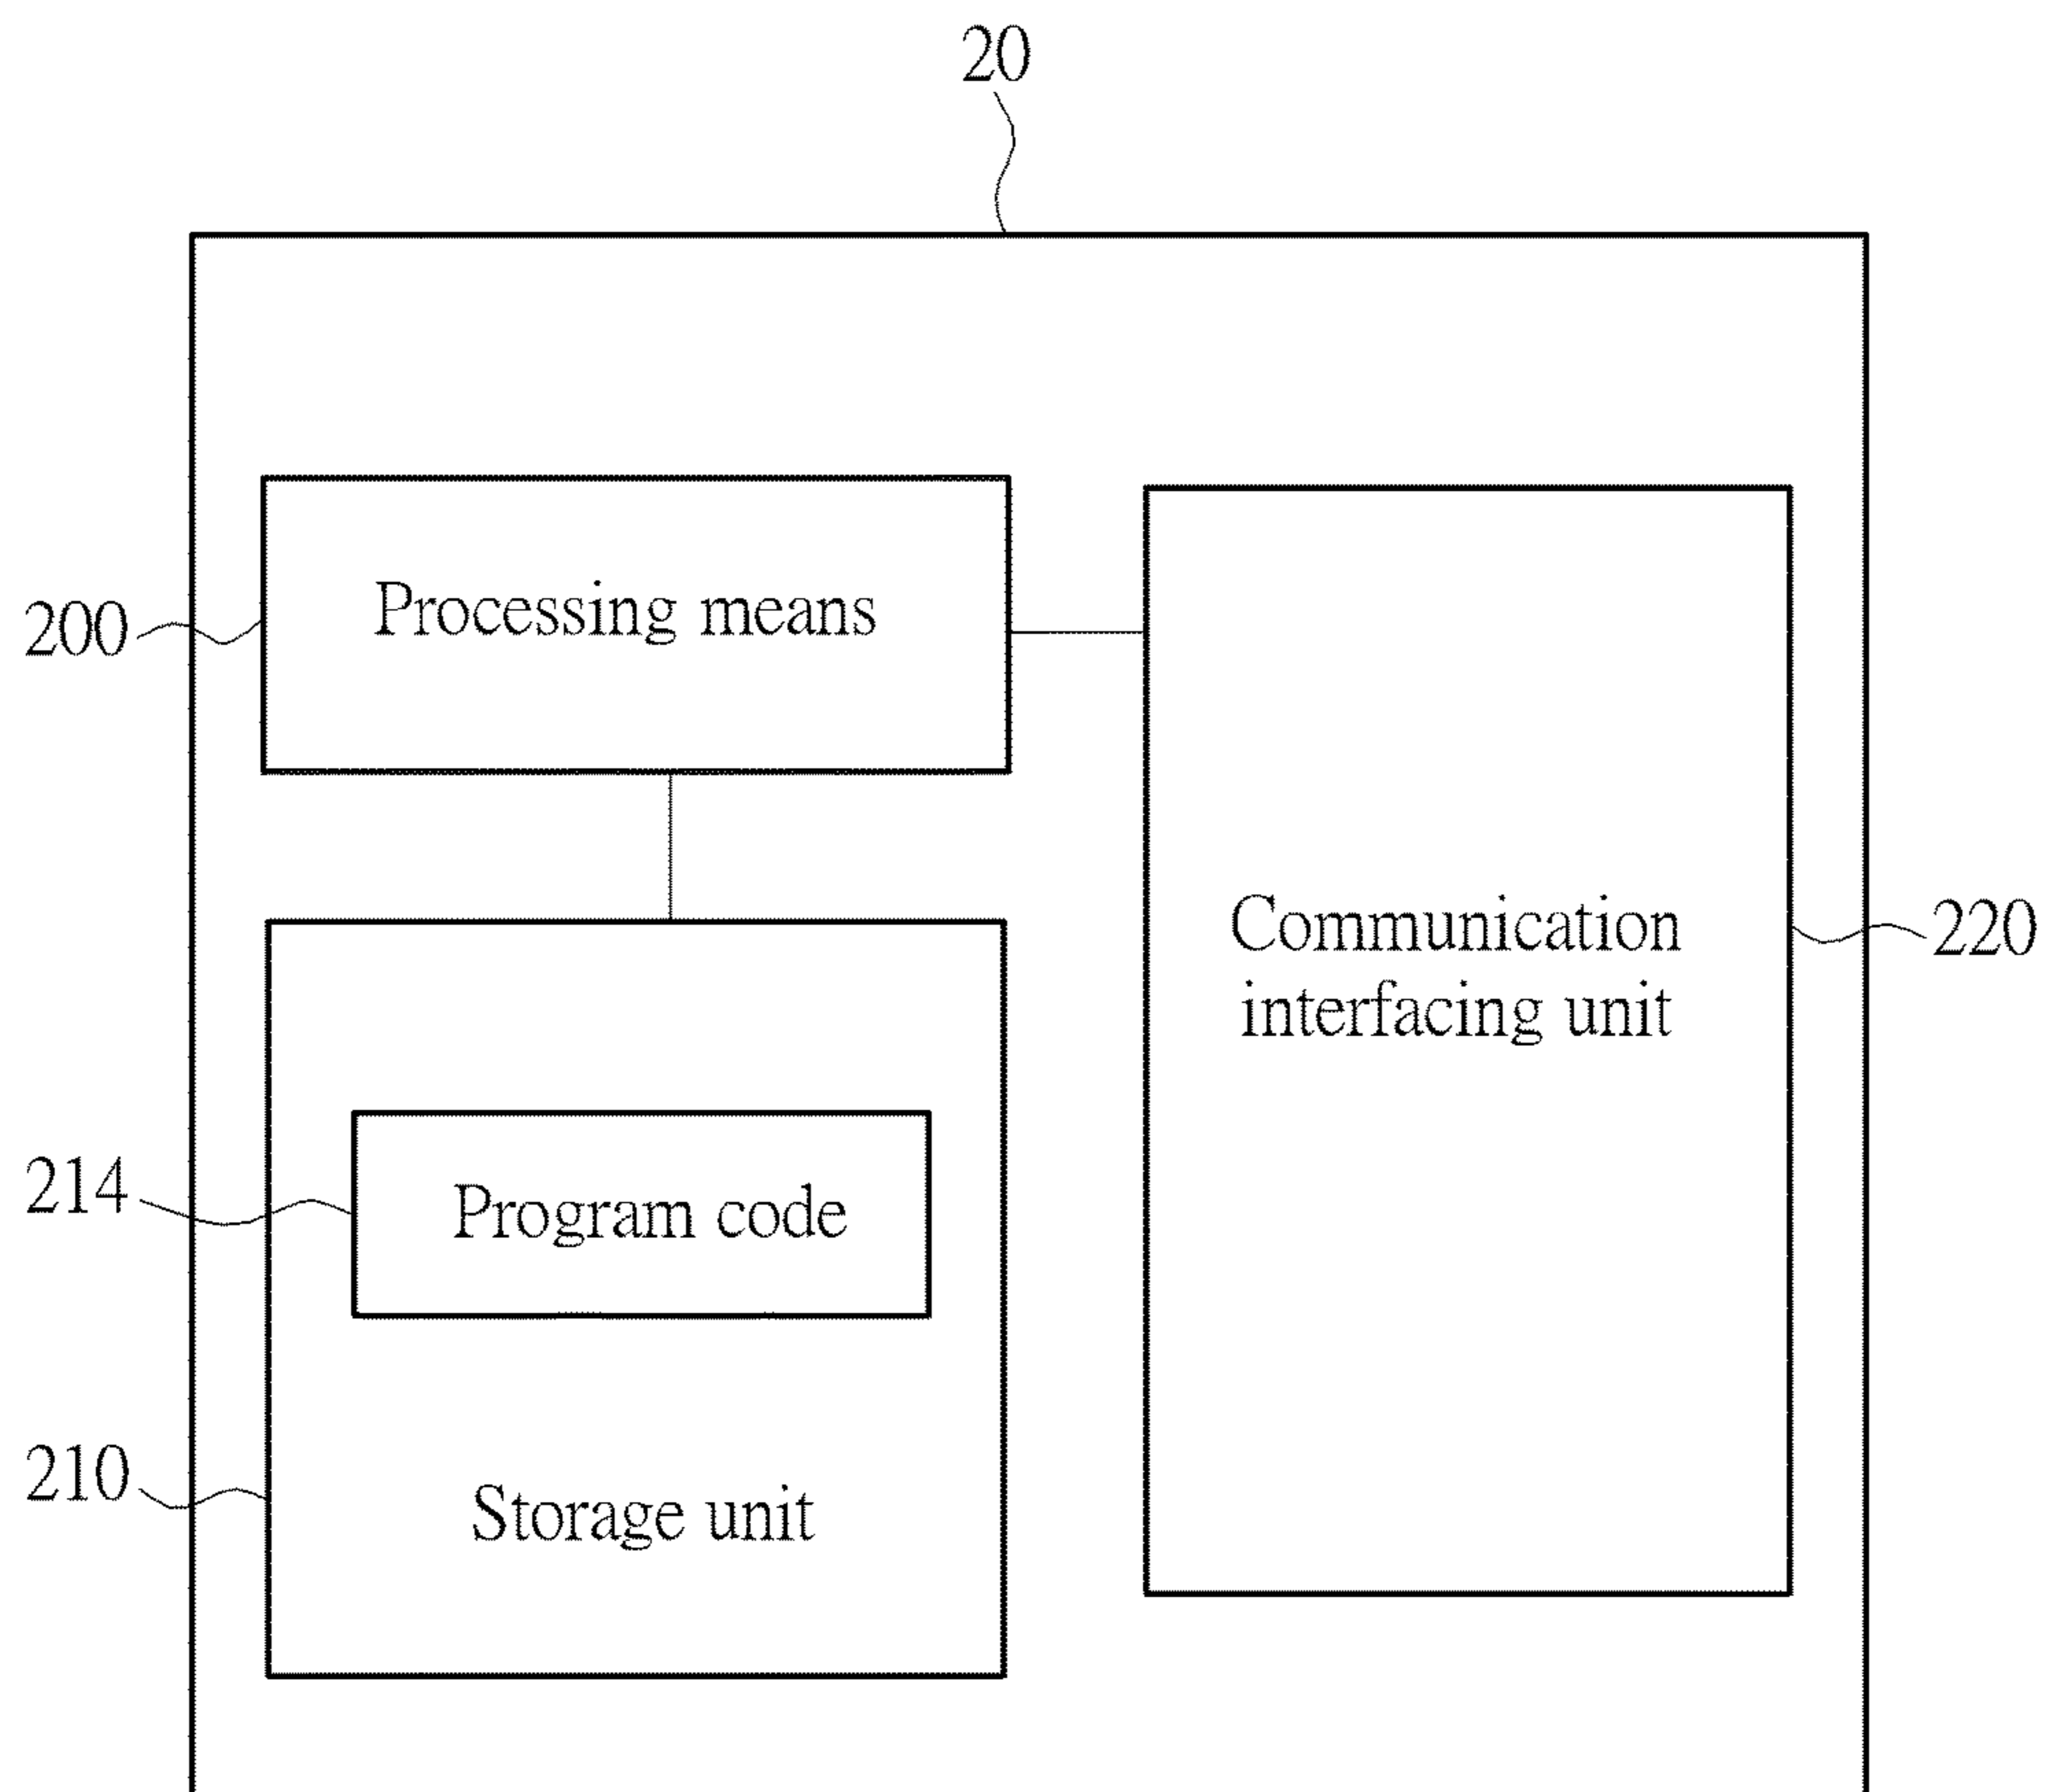 20
Processing means
200
Communication
interfacing unit
220
214
Program code
210
Storage unit